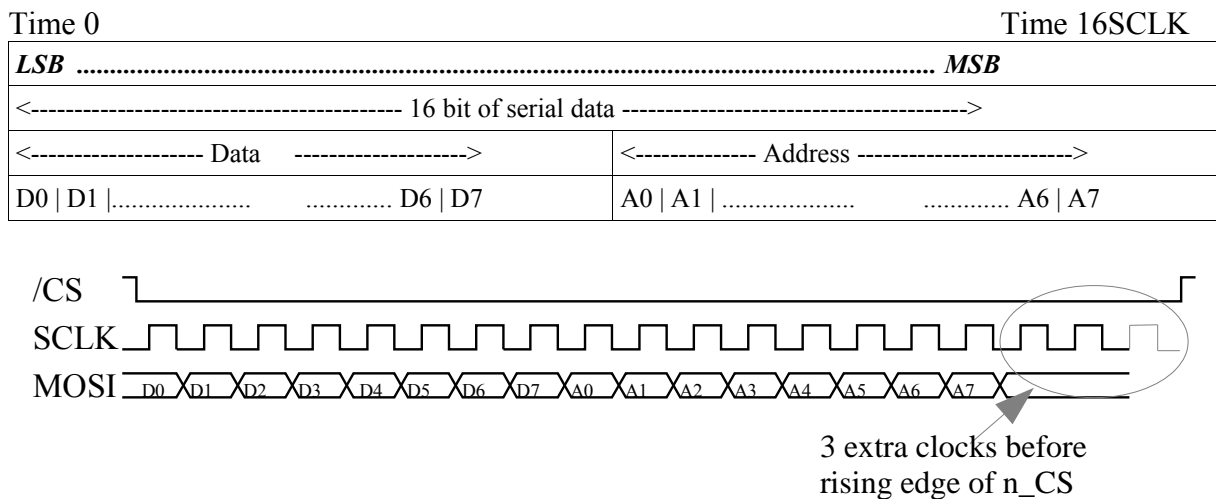 Time 0 Time 16SCLK
LSB .................................................................................................................................. MSB
<------------------------------------------- 16 bit of serial data ---------------------------------------->
<-------------------- Data --------------------> <-------------- Address ------------------------->
D0 | D1 |..................... ............. D6 | D7 A0 | A1 | .................... ............. A6 | A7
/CS
SCLK
MOSI D0 D1 D2 D3 D4 D5 D6 D7 A0 A1 A2 A3 A4 A5 A6 A7
3 extra clocks before
rising edge of n_CS